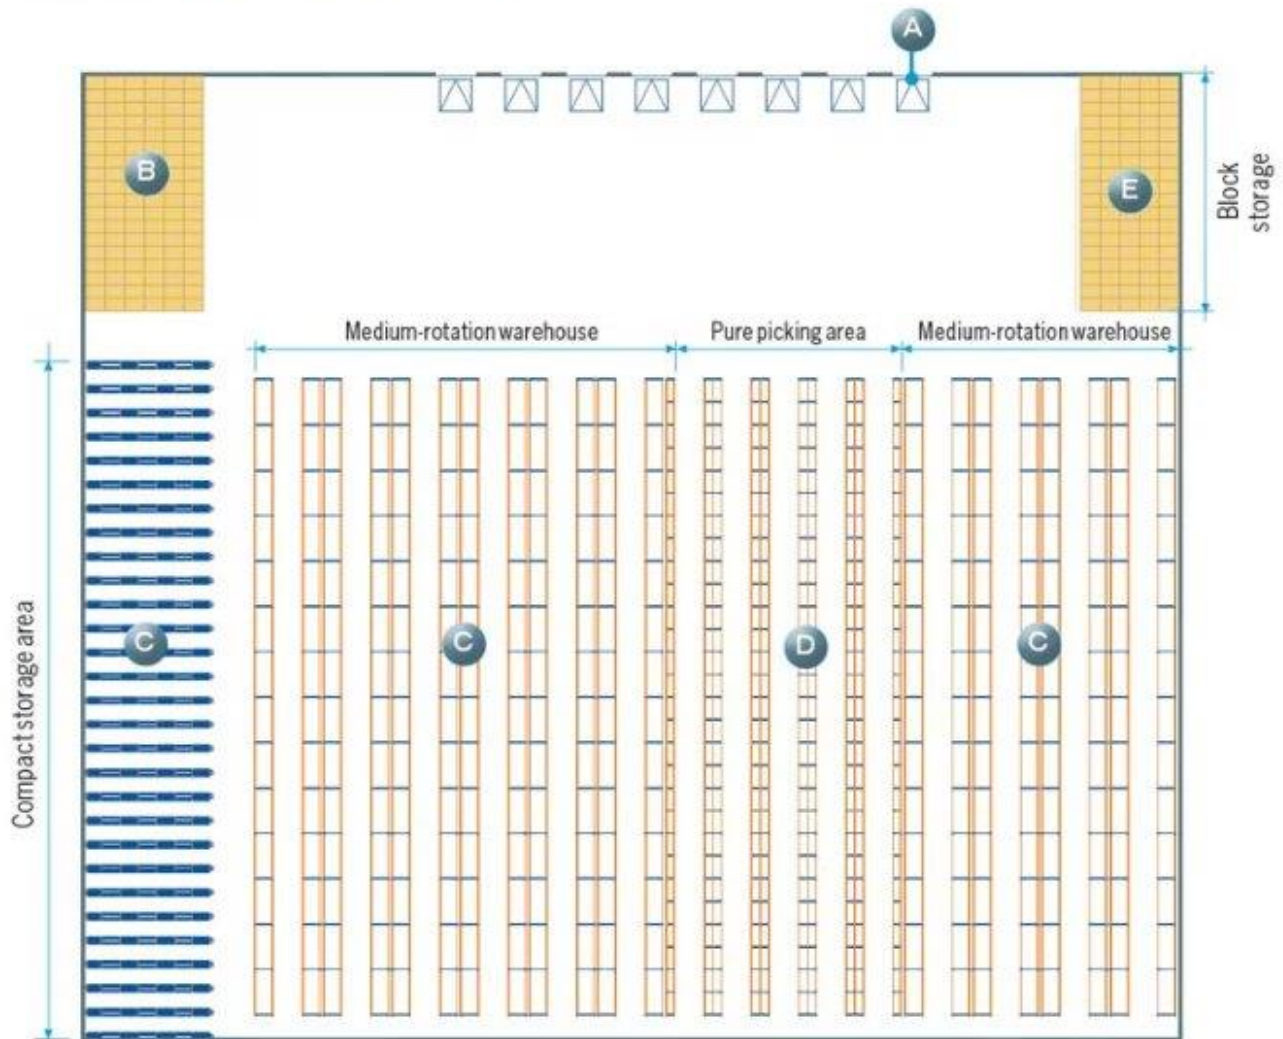 A
B
E
Block
storage
Medium-rotation warehouse
Pure picking area
Medium-rotation warehouse
Compact storage area
C
C
D
C